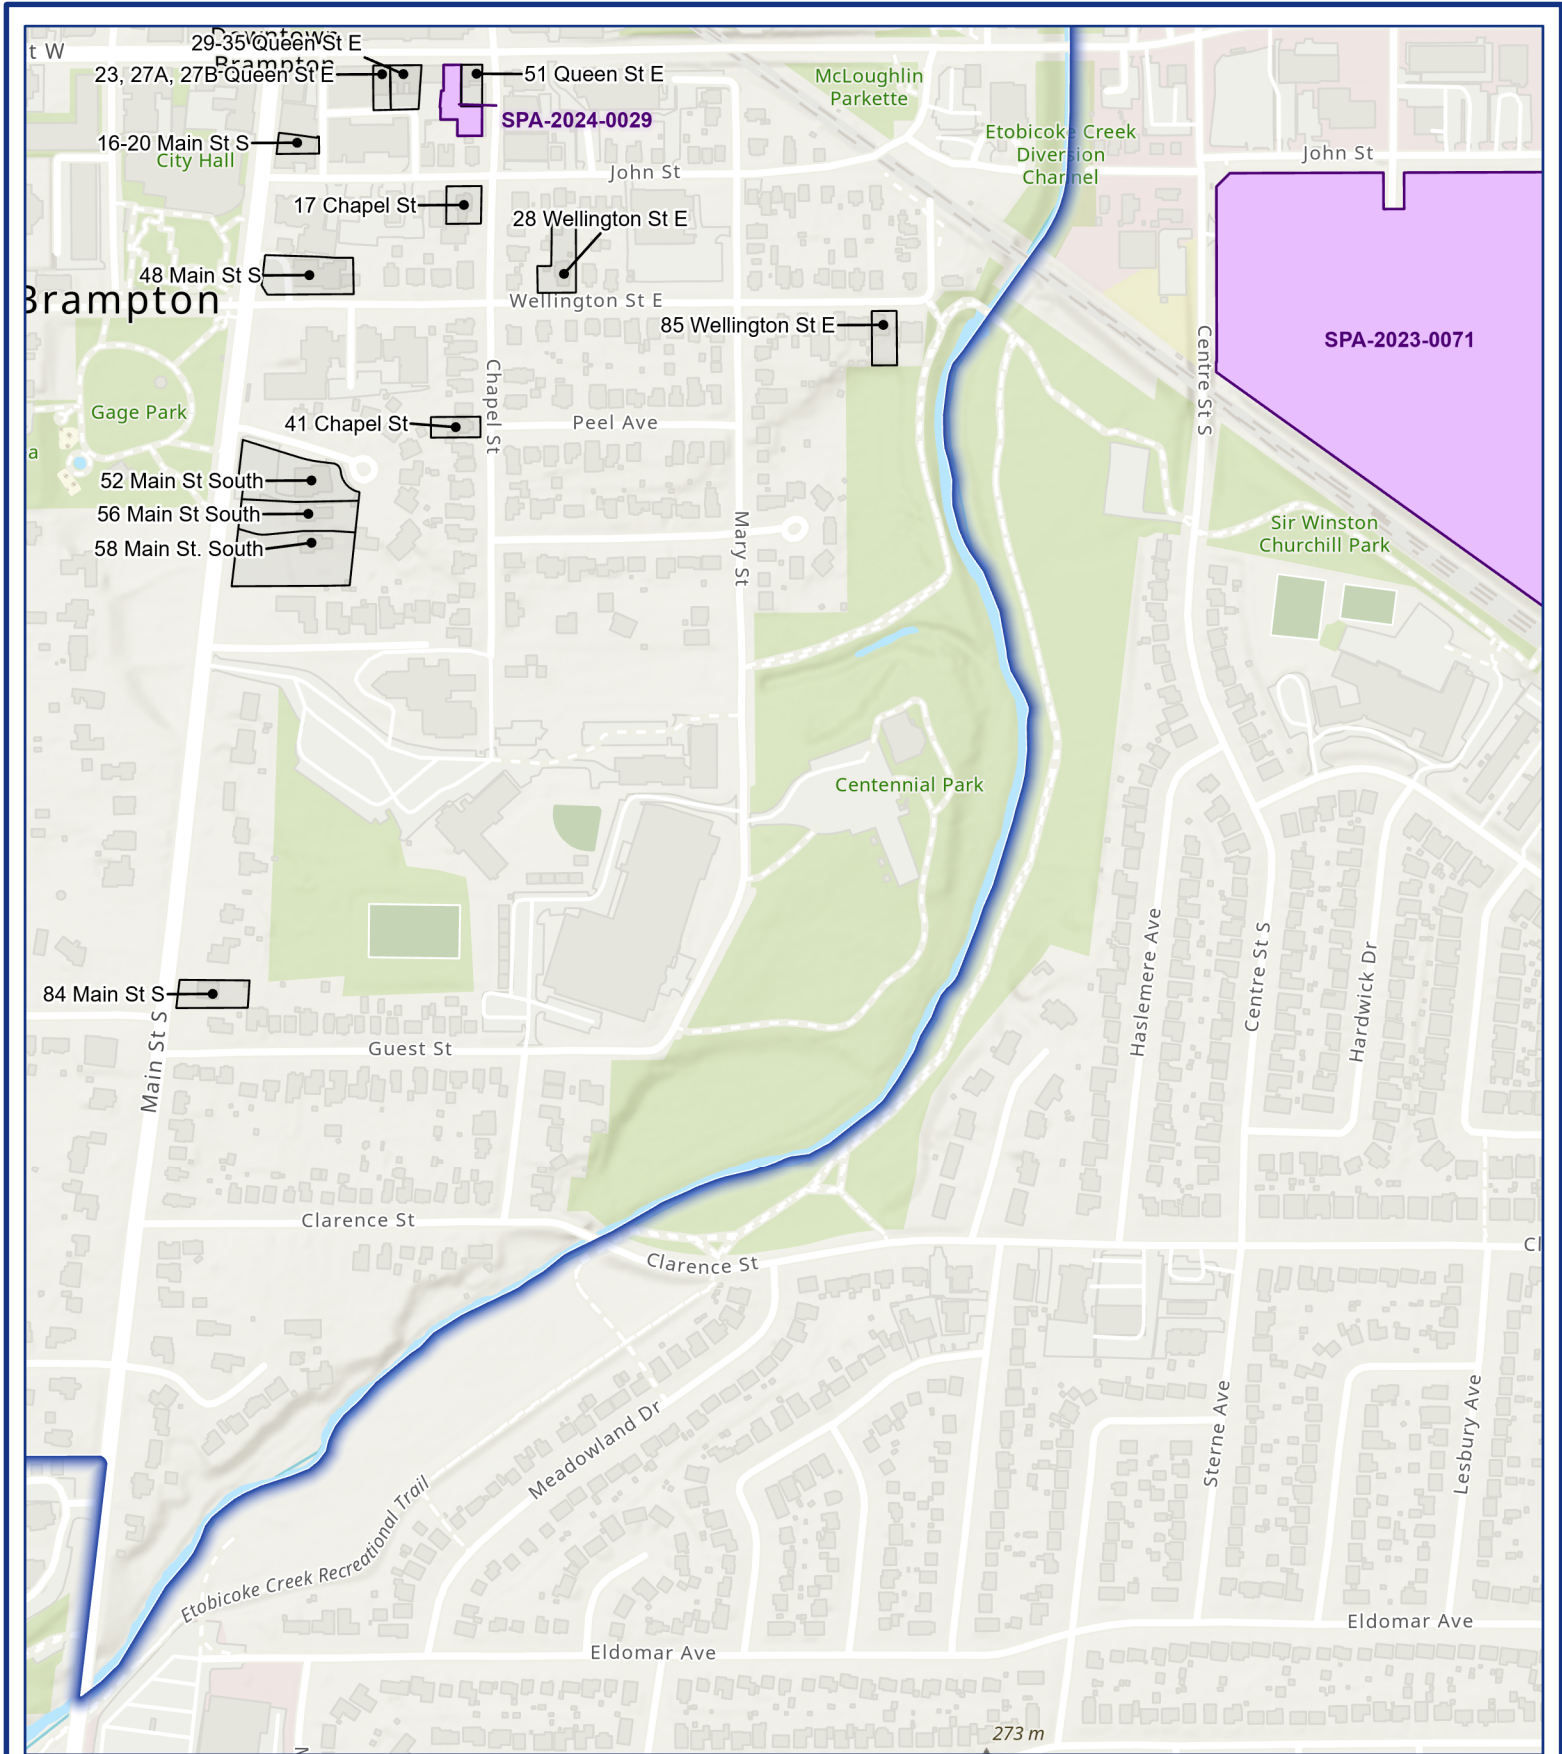 t W
Downtown
Brampton
29-35 Queen St E
23, 27A, 27B Queen St E
51 Queen St E
SPA-2024-0029
McLoughlin
Parkette
Etobicoke Creek
Diversion
Channel
16-20 Main St S
City Hall
John St
John St
17 Chapel St
28 Wellington St E
48 Main St S
Brampton
Wellington St E
85 Wellington St E
SPA-2023-0071
Centre St S
Chapel St
Gage Park
41 Chapel St
Peel Ave
a
52 Main St South
56 Main St South
58 Main St. South
Mary St
Sir Winston
Churchill Park
Centennial Park
Haslemere Ave
Centre St S
Hardwick Dr
84 Main St S
Main St S
Guest St
Clarence St
Clarence St
Cl
Meadowland Dr
Sterne Ave
Lesbury Ave
Etobicoke Creek Recreational Trail
Eldomar Ave
Eldomar Ave
273 m
N